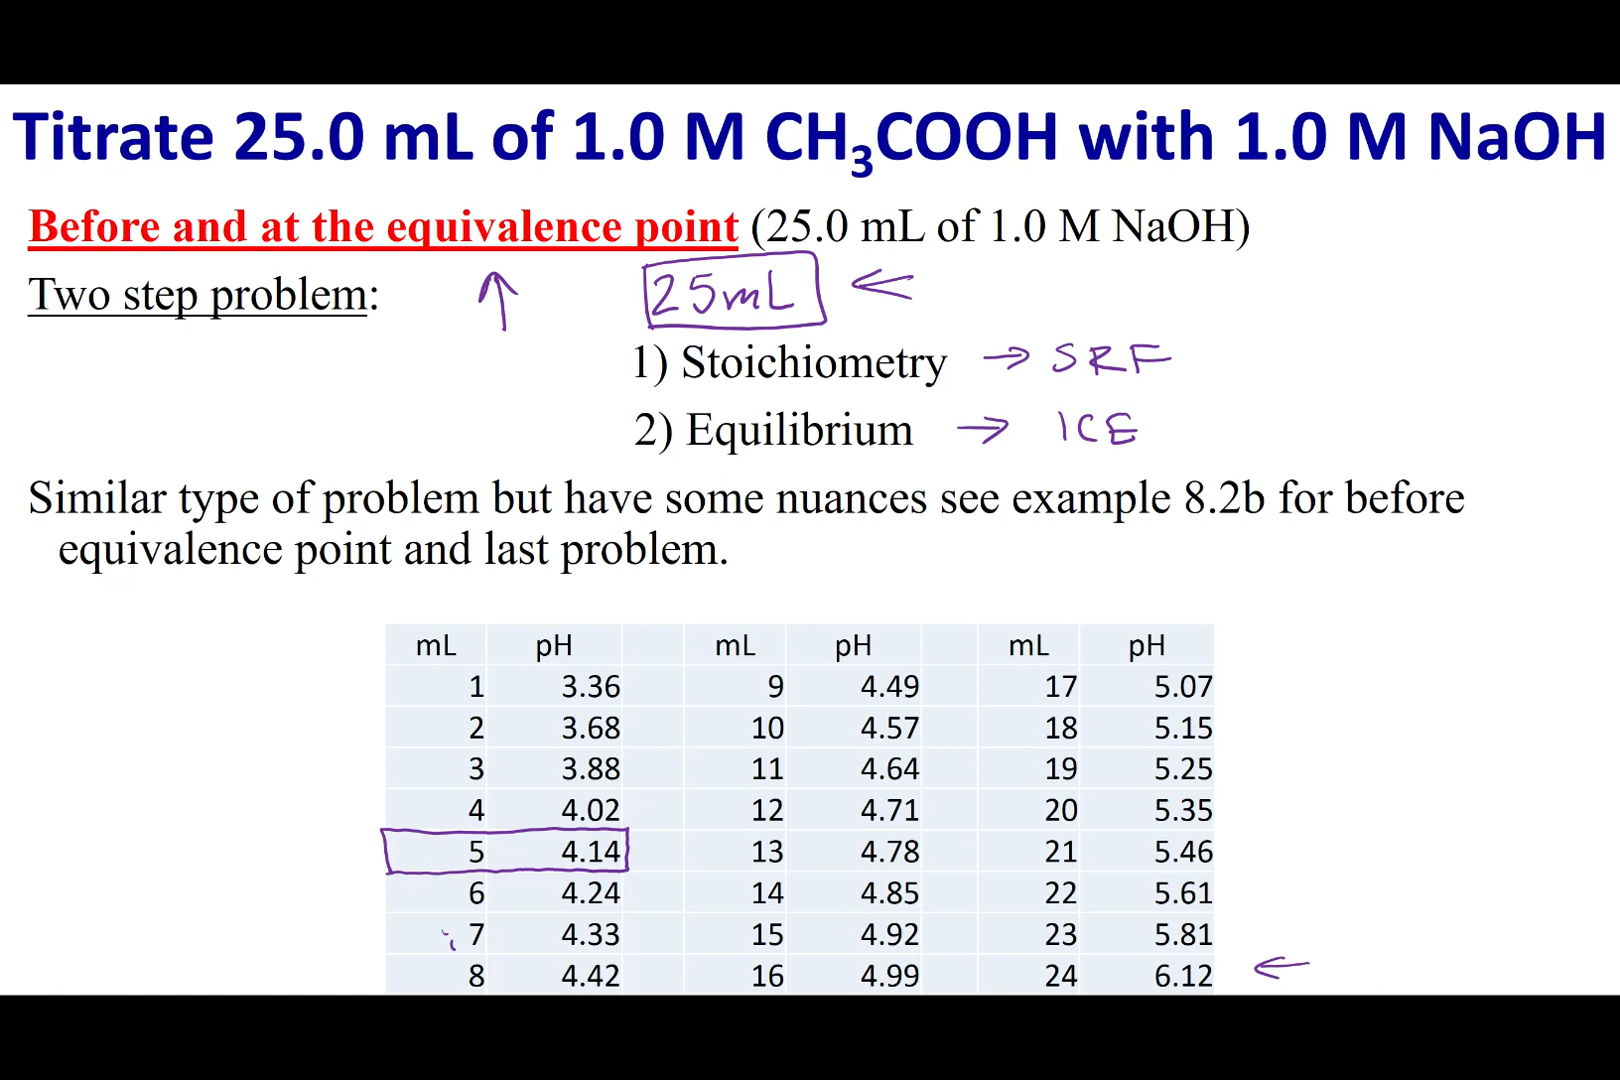 Titrate 25.0 mL of 1.0 M CH₃COOH with 1.0 M NaOH
Before and at the equivalence point (25.0 mL of 1.0 M NaOH)
Two step problem:
25mL
1) Stoichiometry → SRF
2) Equilibrium → ICE
Similar type of problem but have some nuances see example 8.2b for before
equivalence point and last problem.
mL pH mL pH mL pH
1 3.36 9 4.49 17 5.07
2 3.68 10 4.57 18 5.15
3 3.88 11 4.64 19 5.25
4 4.02 12 4.71 20 5.35
5 4.14 13 4.78 21 5.46
6 4.24 14 4.85 22 5.61
7 4.33 15 4.92 23 5.81
8 4.42 16 4.99 24 6.12